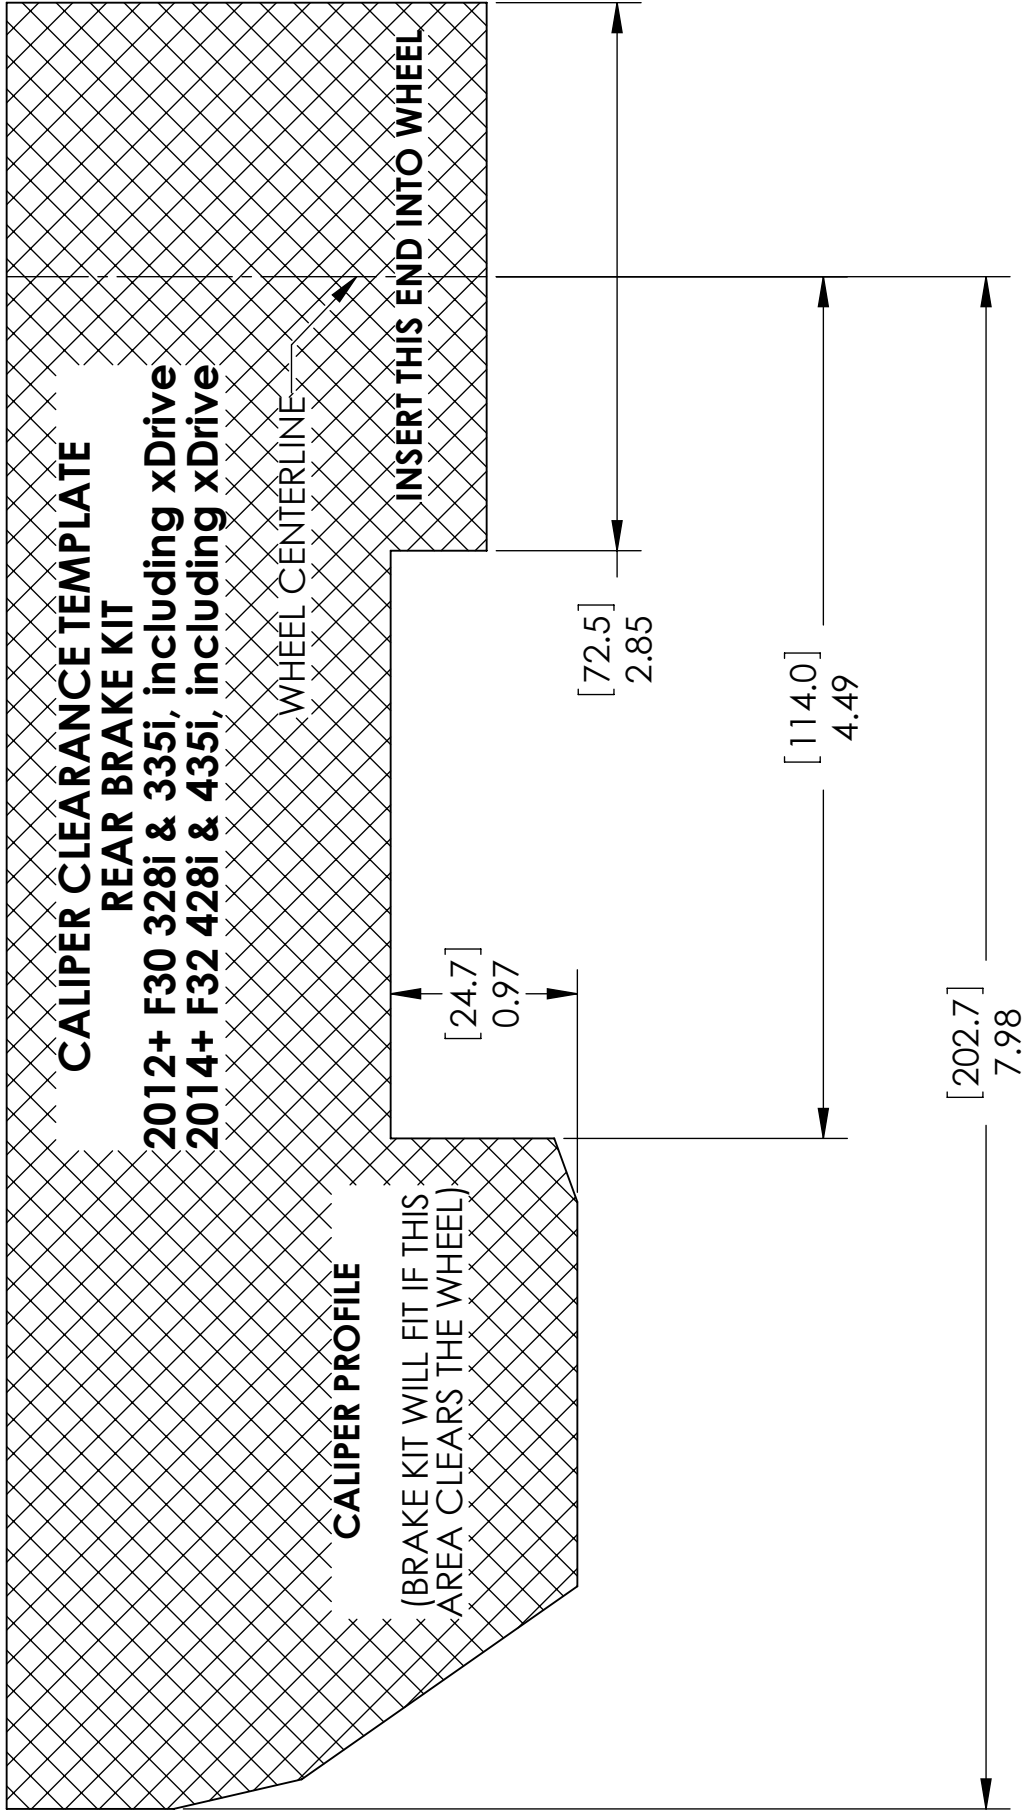 CALIPER CLEARANCE TEMPLATE
REAR BRAKE KIT
2012+ F30 328i & 335i, including xDrive
2014+ F32 428i & 435i, including xDrive
WHEEL CENTERLINE
CALIPER PROFILE
(BRAKE KIT WILL FIT IF THIS
AREA CLEARS THE WHEEL)
INSERT THIS END INTO WHEEL
[24.7]
0.97
[72.5]
2.85
[114.0]
4.49
[202.7]
7.98